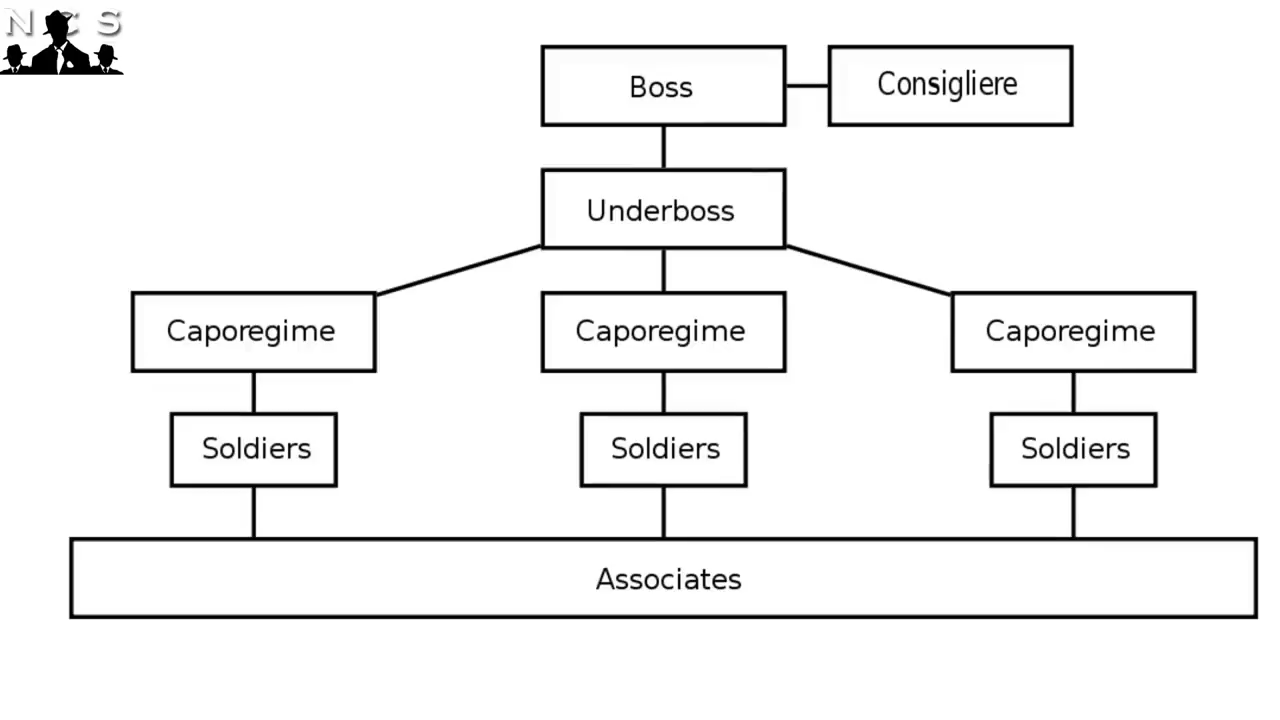 N C S
Boss
Consigliere
Underboss
Caporegime
Caporegime
Caporegime
Soldiers
Soldiers
Soldiers
Associates